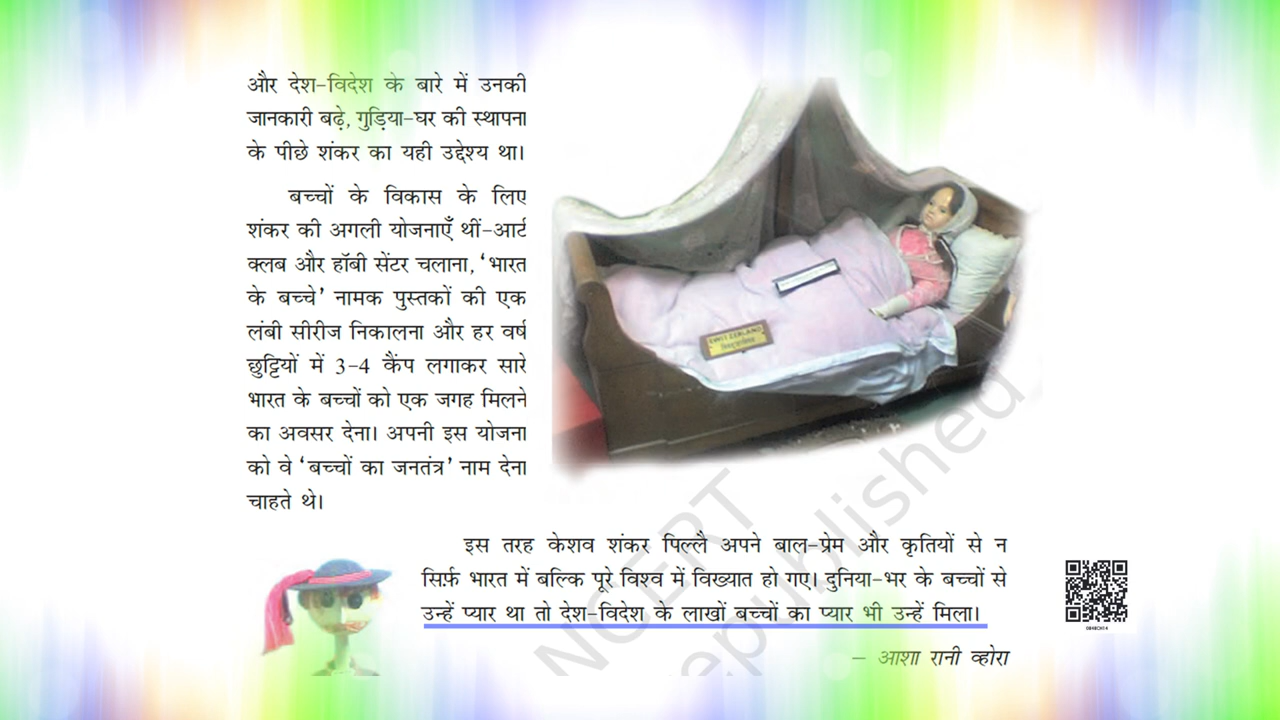 और देश-विदेश के बारे में उनकी
जानकारी बढ़े, गुड़िया-घर की स्थापना
के पीछे शंकर का यही उद्देश्य था।
बच्चों के विकास के लिए
शंकर की अगली योजनाएँ थीं-आर्ट
क्लब और हॉबी सेंटर चलाना, ‘भारत
के बच्चे’ नामक पुस्तकों की एक
लंबी सीरीज निकालना और हर वर्ष
छुट्टियों में 3-4 कैंप लगाकर सारे
भारत के बच्चों को एक जगह मिलने
का अवसर देना। अपनी इस योजना
को वे ‘बच्चों का जनतंत्र’ नाम देना
चाहते थे।
SWITZERLAND
इस तरह केशव शंकर पिल्लै अपने बाल-प्रेम और कृतियों से न
सिर्फ़ भारत में बल्कि पूरे विश्व में विख्यात हो गए। दुनिया-भर के बच्चों से
उन्हें प्यार था तो देश-विदेश के लाखों बच्चों का प्यार भी उन्हें मिला।
– आशा रानी व्होरा
NCERT
republished